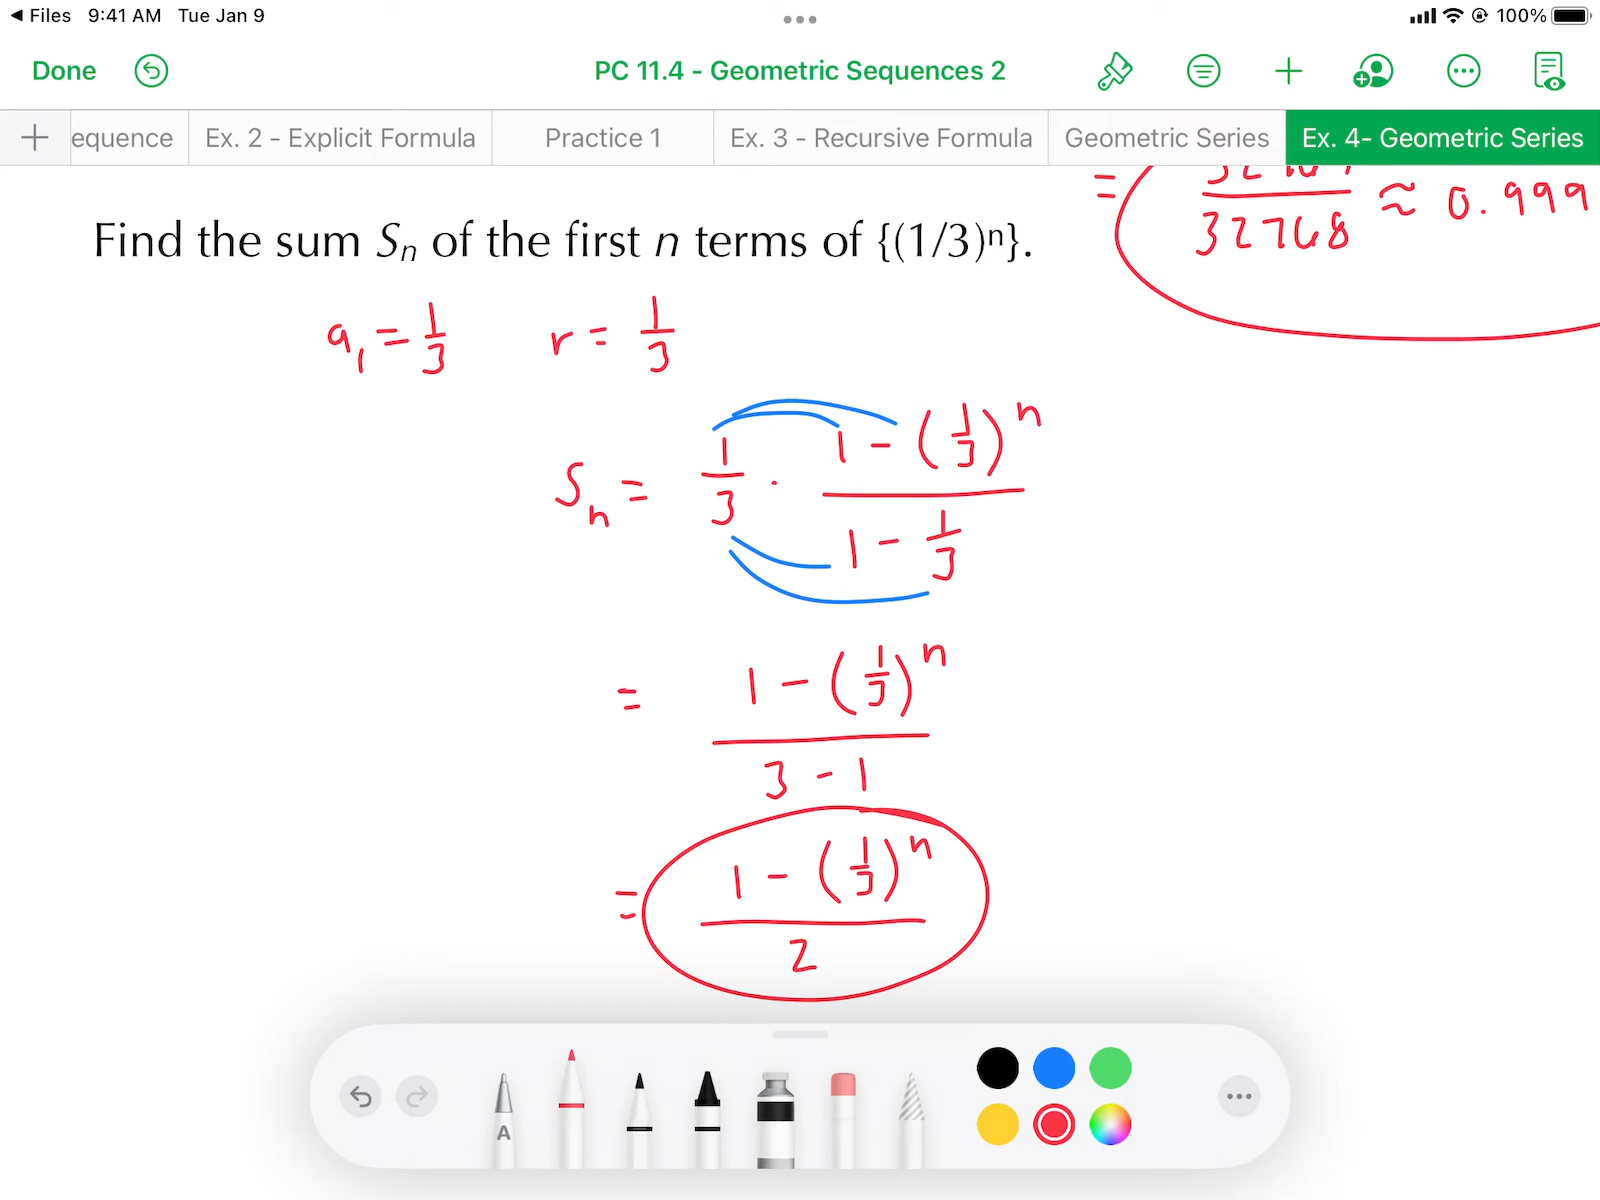 ◀ Files 9:41 AM Tue Jan 9 100%
Done PC 11.4 - Geometric Sequences 2
equence Ex. 2 - Explicit Formula Practice 1 Ex. 3 - Recursive Formula Geometric Series Ex. 4- Geometric Series
= /32768 ≈ 0.999
Find the sum Sₙ of the first n terms of {(1/3)ⁿ}.
a₁ = 1/3 r = 1/3
Sₙ = 1/3 · (1 - (1/3)ⁿ)/(1 - 1/3)
= (1 - (1/3)ⁿ)/(3 - 1)
= (1 - (1/3)ⁿ)/2
A